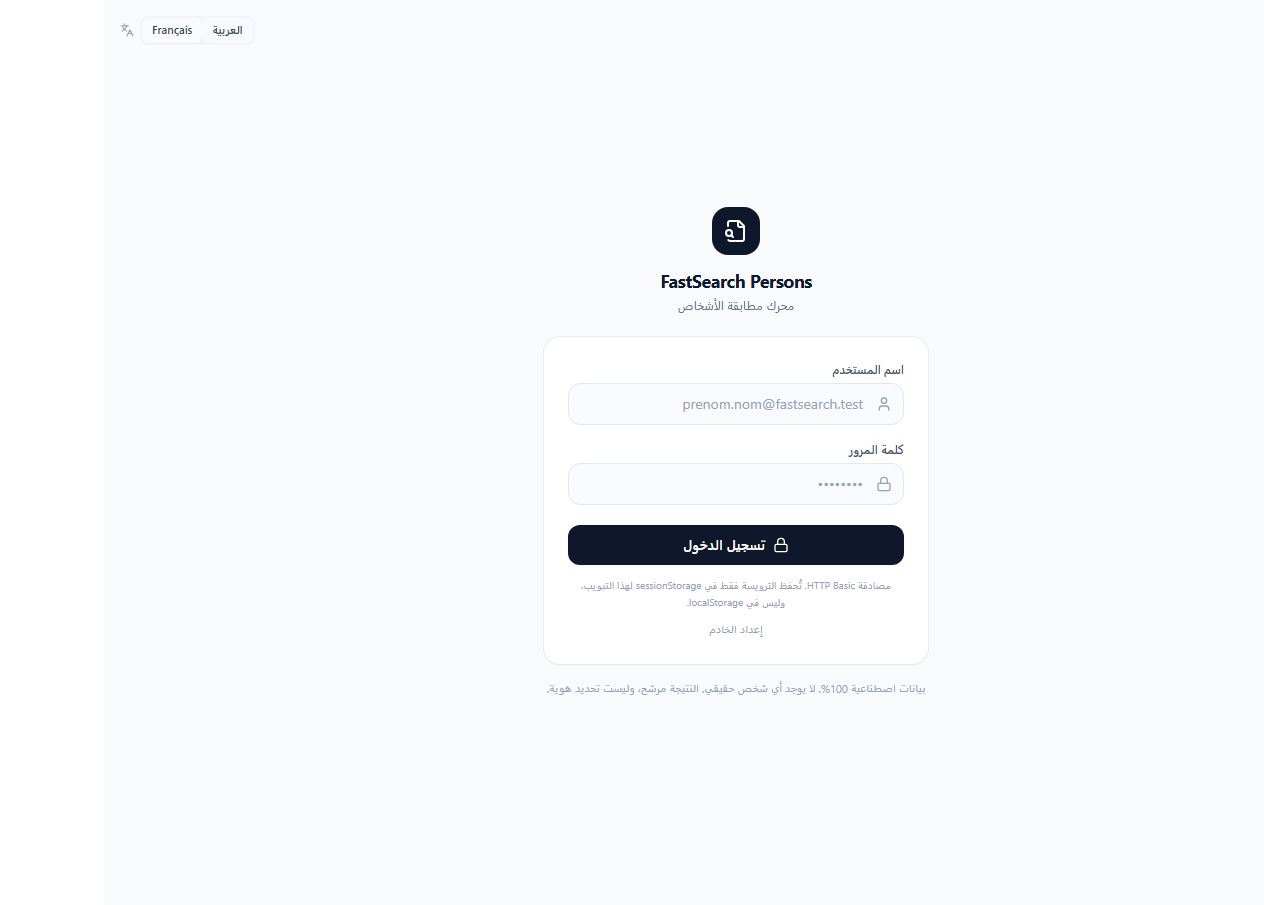 Français
العربية
FastSearch Persons
محرك مطابقة الأشخاص
اسم المستخدم
prenom.nom@fastsearch.test
كلمة المرور
••••••••
تسجيل الدخول
مصادقة HTTP Basic. تُحفظ الترويسة فقط في sessionStorage لهذا التبويب،
وليس في localStorage.
إعداد الخادم
بيانات اصطناعية 100%. لا يوجد أي شخص حقيقي. النتيجة مرشح، وليست تحديد هوية.